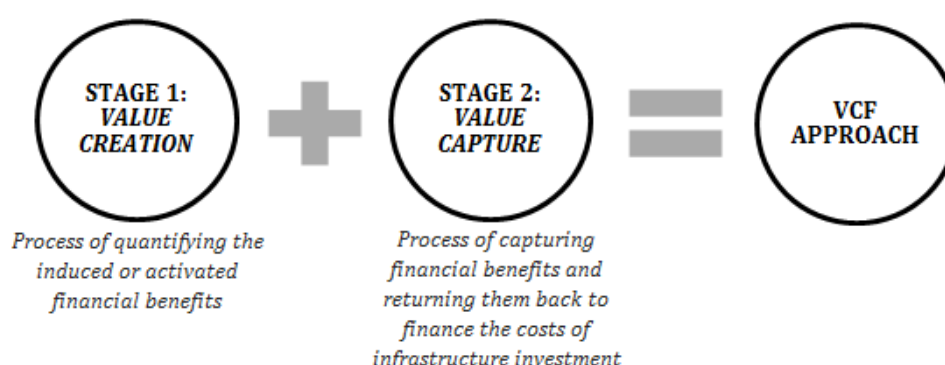 STAGE 1:
VALUE
CREATION
Process of quantifying the
induced or activated
financial benefits
STAGE 2:
VALUE
CAPTURE
Process of capturing
financial benefits and
returning them back to
finance the costs of
infrastructure investment
VCF
APPROACH